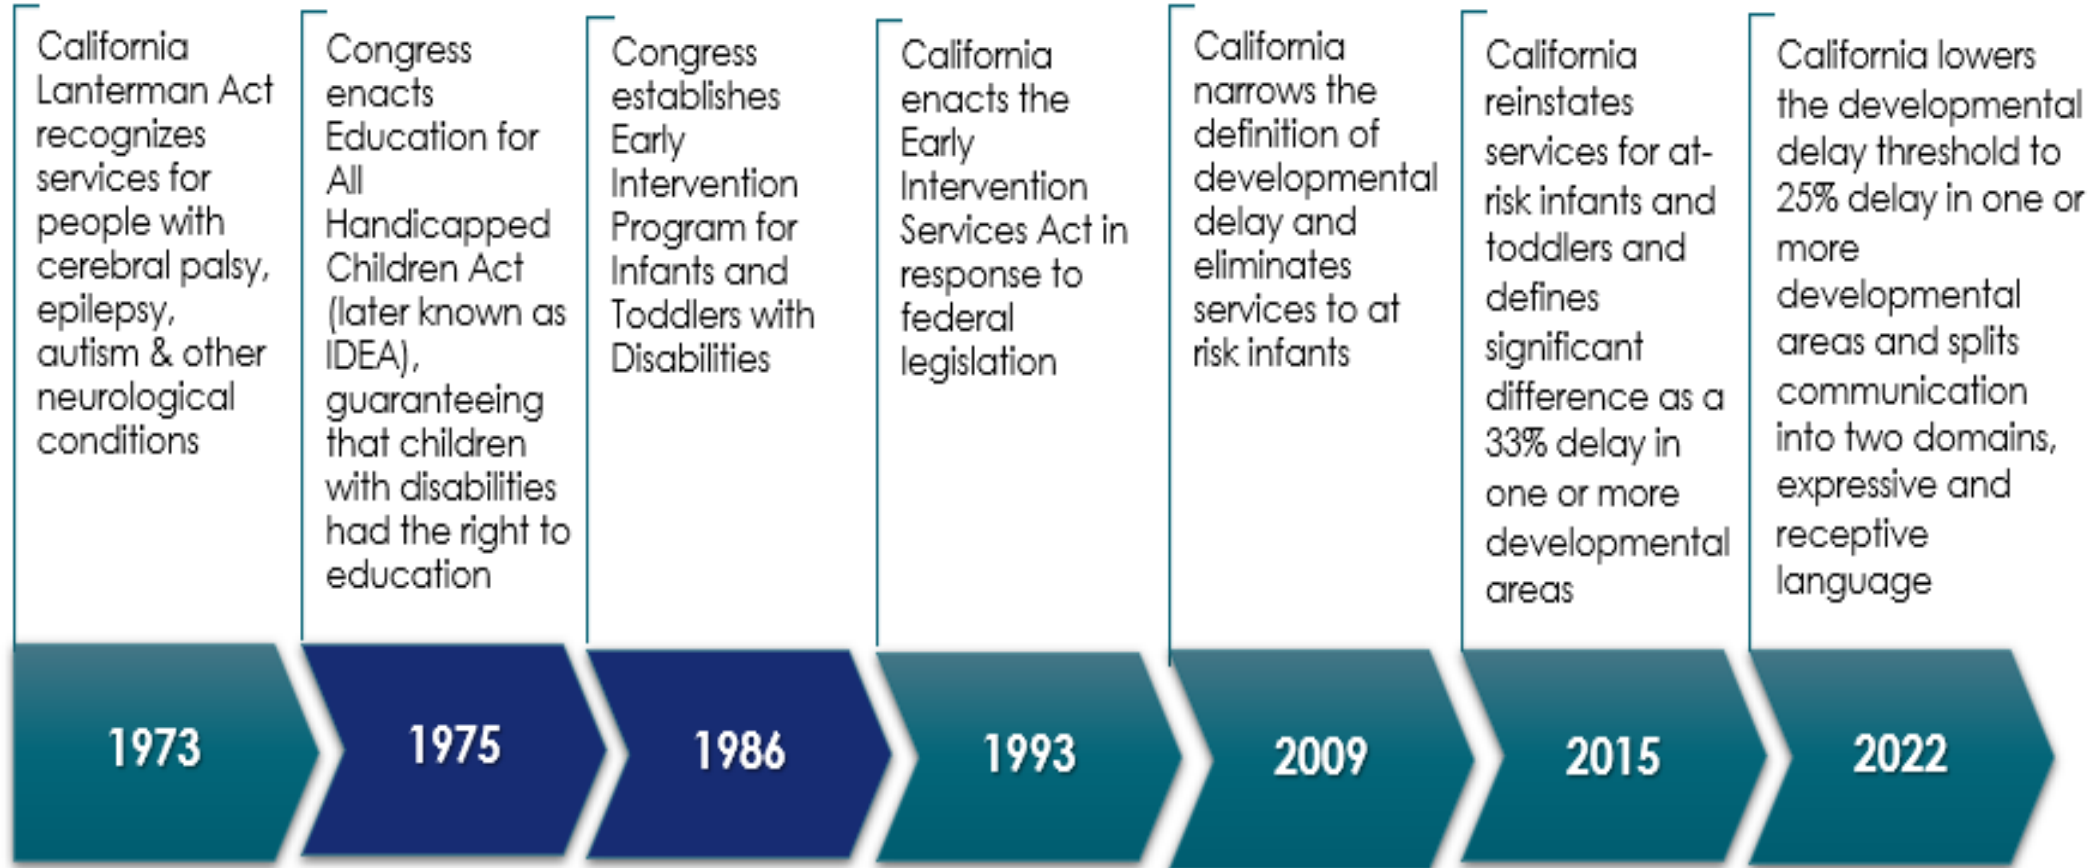 California
Lanterman Act
recognizes
services for
people with
cerebral palsy,
epilepsy,
autism & other
neurological
conditions
1973
Congress
enacts
Education for
All
Handicapped
Children Act
(later known as
IDEA),
guaranteeing
that children
with disabilities
had the right to
education
1975
Congress
establishes
Early
Intervention
Program for
Infants and
Toddlers with
Disabilities
1986
California
enacts the
Early
Intervention
Services Act in
response to
federal
legislation
1993
California
narrows the
definition of
developmental
delay and
eliminates
services to at
risk infants
2009
California
reinstates
services for at-
risk infants and
toddlers and
defines
significant
difference as a
33% delay in
one or more
developmental
areas
2015
California lowers
the developmental
delay threshold to
25% delay in one or
more
developmental
areas and splits
communication
into two domains,
expressive and
receptive
language
2022